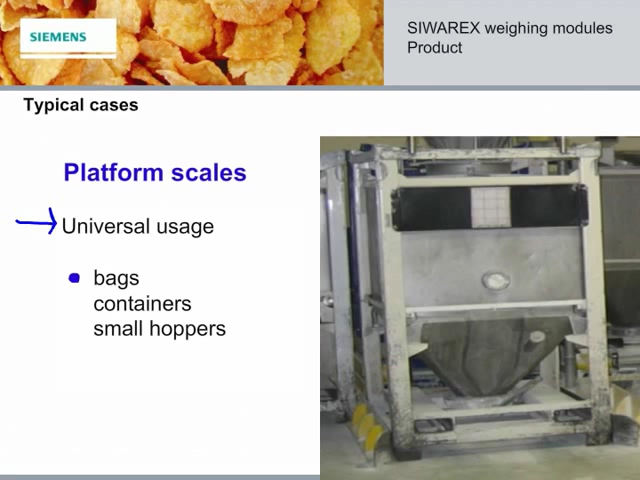 SIEMENS
SIWAREX weighing modules
Product
Typical cases
Platform scales
Universal usage
bags
containers
small hoppers